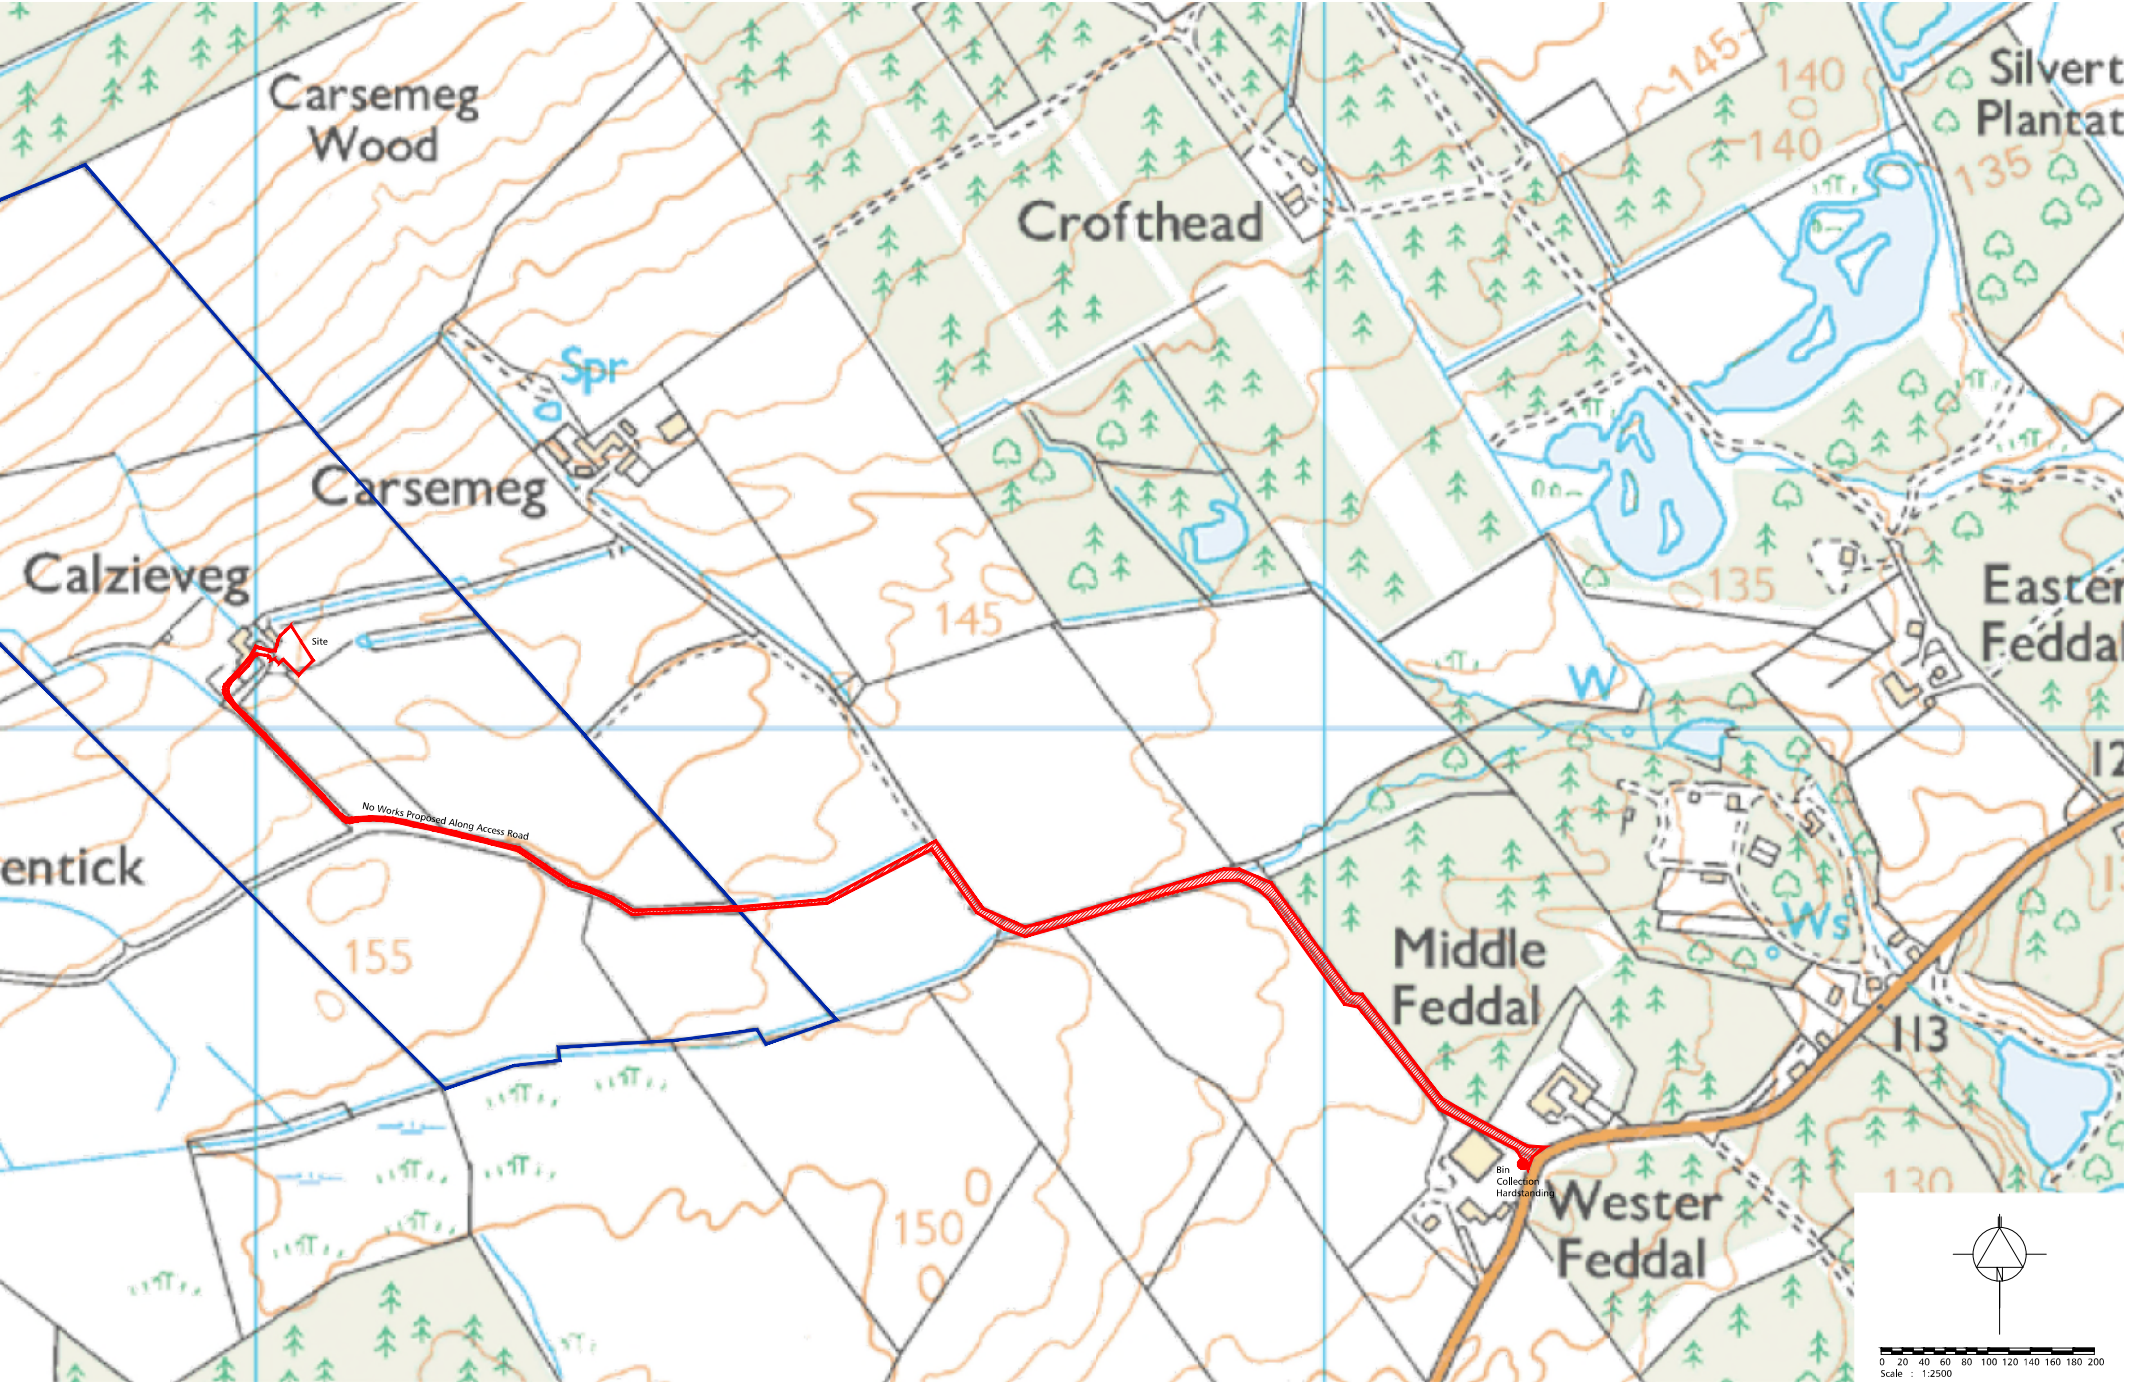 Carsemeg
Wood
145
140
140
Silvert
Plantat
135
Crofthead
Spr
Carsemeg
Calzieveg
Site
145
135
Easter
Feddal
W
12
No Works Proposed Along Access Road
entick
155
Middle
Feddal
Ws
113
Bin
Collection
Hardstanding
Wester
Feddal
130
150
N
0 20 40 60 80 100 120 140 160 180 200
Scale : 1:2500